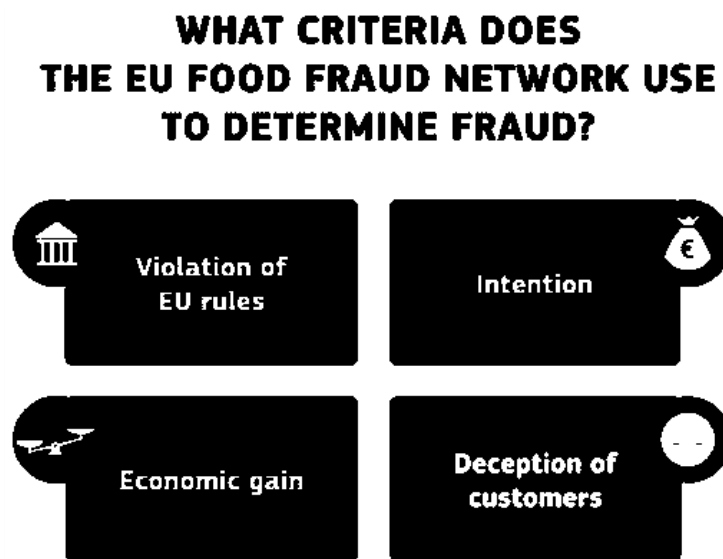 WHAT CRITERIA DOES
THE EU FOOD FRAUD NETWORK USE
TO DETERMINE FRAUD?
Violation of
EU rules
Intention
€
Economic gain
Deception of
customers